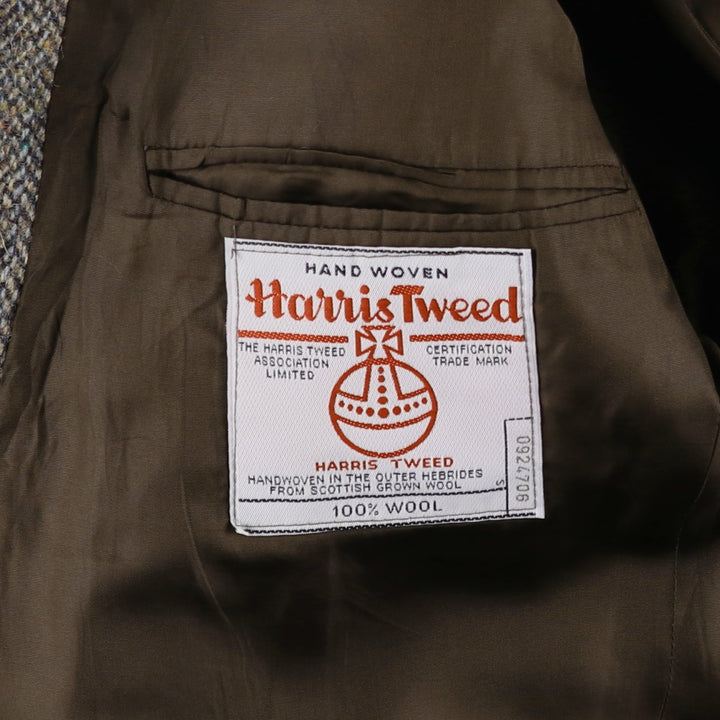 HAND WOVEN
Harris Tweed
THE HARRIS TWEED
ASSOCIATION
LIMITED
CERTIFICATION
TRADE MARK
HARRIS TWEED
HANDWOVEN IN THE OUTER HEBRIDES
FROM SCOTTISH GROWN WOOL
100% WOOL
S
0924706